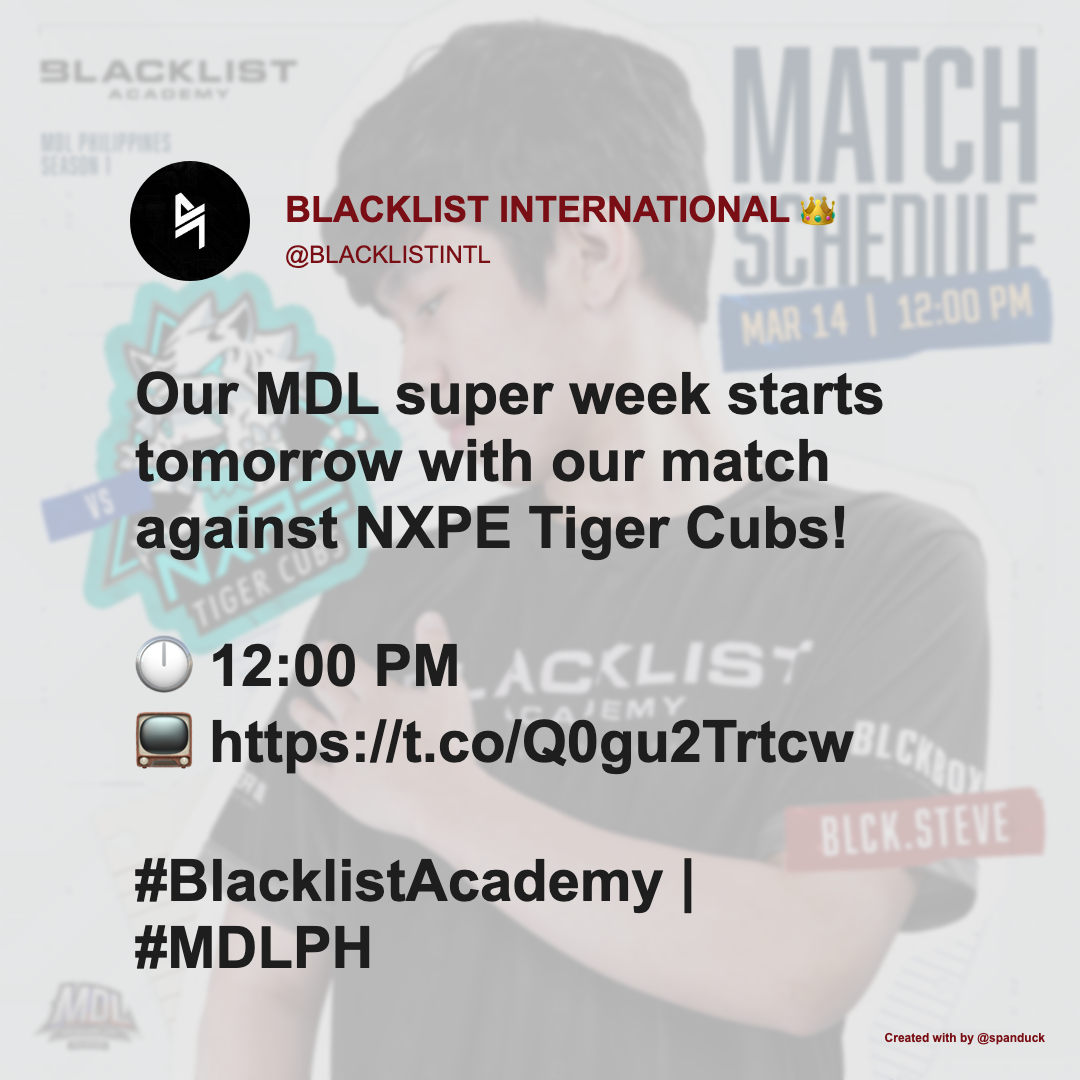 BLACKLIST
ACADEMY
MDL PHILIPPINES
SEASON 1
MATCH
SCHEDULE
MAR 14 | 12:00 PM
BLACKLIST INTERNATIONAL 👑
@BLACKLISTINTL
Our MDL super week starts
tomorrow with our match
against NXPE Tiger Cubs!
VS
NXPE
TIGER CUBS
🕛 12:00 PM
📺 https://t.co/Q0gu2Trtcw
BLACKLIST
ACADEMY
BLCKBOX
BLCK.STEVE
#BlacklistAcademy |
#MDLPH
MDL
Created with by @spanduck